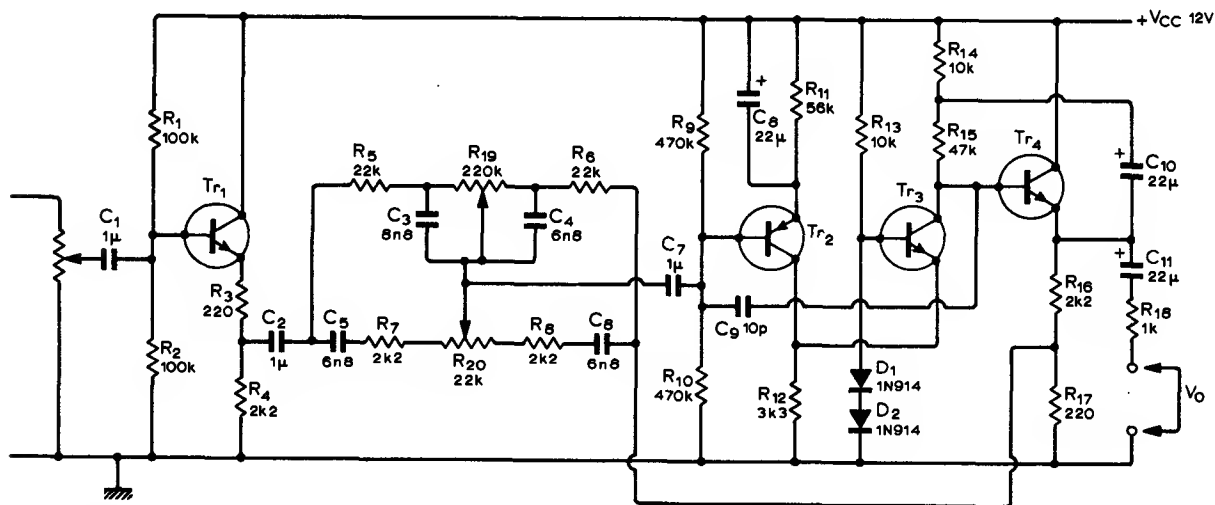 +VCC 12V
R1
100k
Tr1
C1
1μ
R2
100k
R3
220
R4
2k2
C2
1μ
R5
22k
R19
220k
R6
22k
C3
8n8
C4
6n8
C5
6n8
R7
2k2
R20
22k
R8
2k2
C8
6n8
C7
1μ
R9
470k
R10
470k
C9 10p
+
C8
22μ
R11
56k
Tr2
R12
3k3
R13
10k
D1
1N914
D2
1N914
R14
10k
R15
47k
Tr3
Tr4
+
C10
22μ
+
C11
22μ
R16
2k2
R17
220
R18
1k
VO